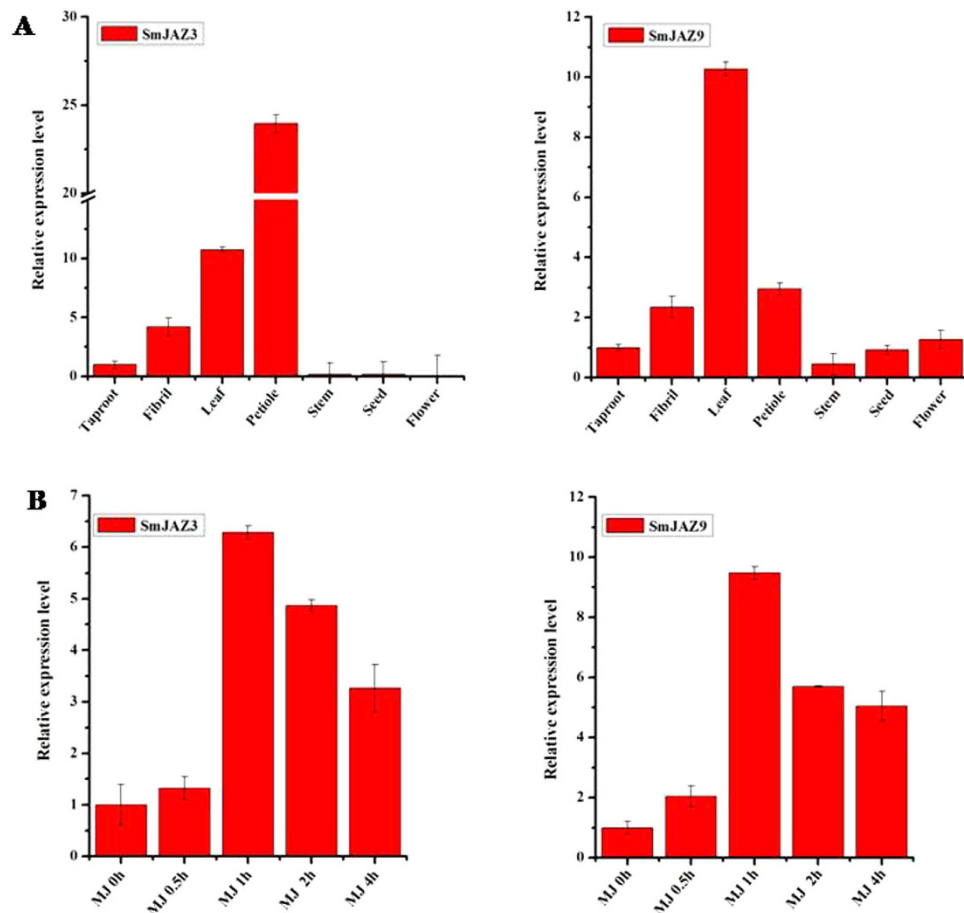 A
SmJAZ3
Relative expression level
30
25
20
10
5
0
Taproot
Fibril
Leaf
Petiole
Stem
Seed
Flower
SmJAZ9
Relative expression level
12
10
8
6
4
2
0
Taproot
Fibril
Leaf
Petiole
Stem
Seed
Flower
B
SmJAZ3
Relative expression level
7
6
5
4
3
2
1
0
MJ 0h
MJ 0.5h
MJ 1h
MJ 2h
MJ 4h
SmJAZ9
Relative expression level
12
10
8
6
4
2
0
MJ 0h
MJ 0.5h
MJ 1h
MJ 2h
MJ 4h